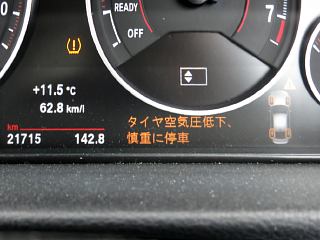 0
READY
OFF
7
+11.5 °C
62.8 km/l
km
21715 142.8
タイヤ空気圧低下、
慎重に停車